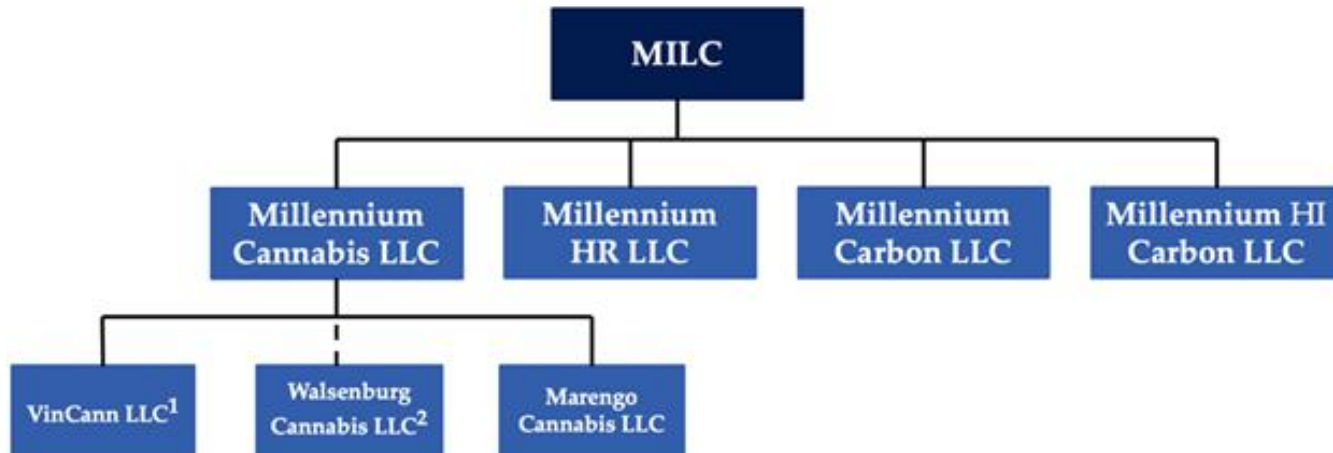 MILC
Millennium
Cannabis LLC
Millennium
HR LLC
Millennium
Carbon LLC
Millennium HI
Carbon LLC
VinCann LLC¹
Walsenburg
Cannabis LLC²
Marengo
Cannabis LLC